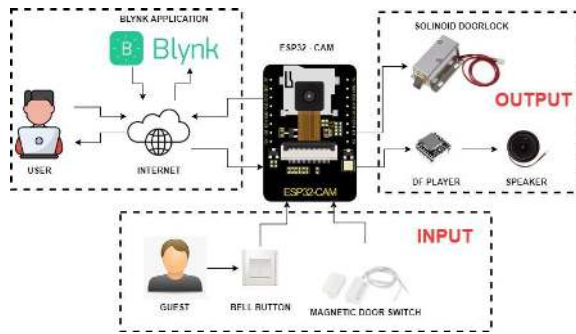 BLYNK APPLICATION
B
Blynk
USER
INTERNET
ESP32 - CAM
ESP32-CAM
SOLINOID DOORLOCK
OUTPUT
DF PLAYER
SPEAKER
INPUT
GUEST
BELL BUTTON
MAGNETIC DOOR SWITCH